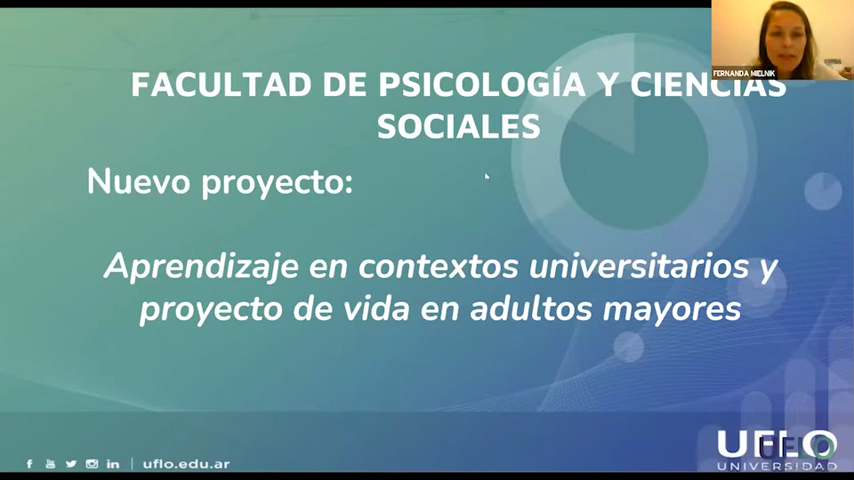 FERNANDA MIELNIK
FACULTAD DE PSICOLOGÍA Y CIENCIAS
SOCIALES
Nuevo proyecto:
Aprendizaje en contextos universitarios y
proyecto de vida en adultos mayores
uflo.edu.ar
UFLO
UNIVERSIDAD